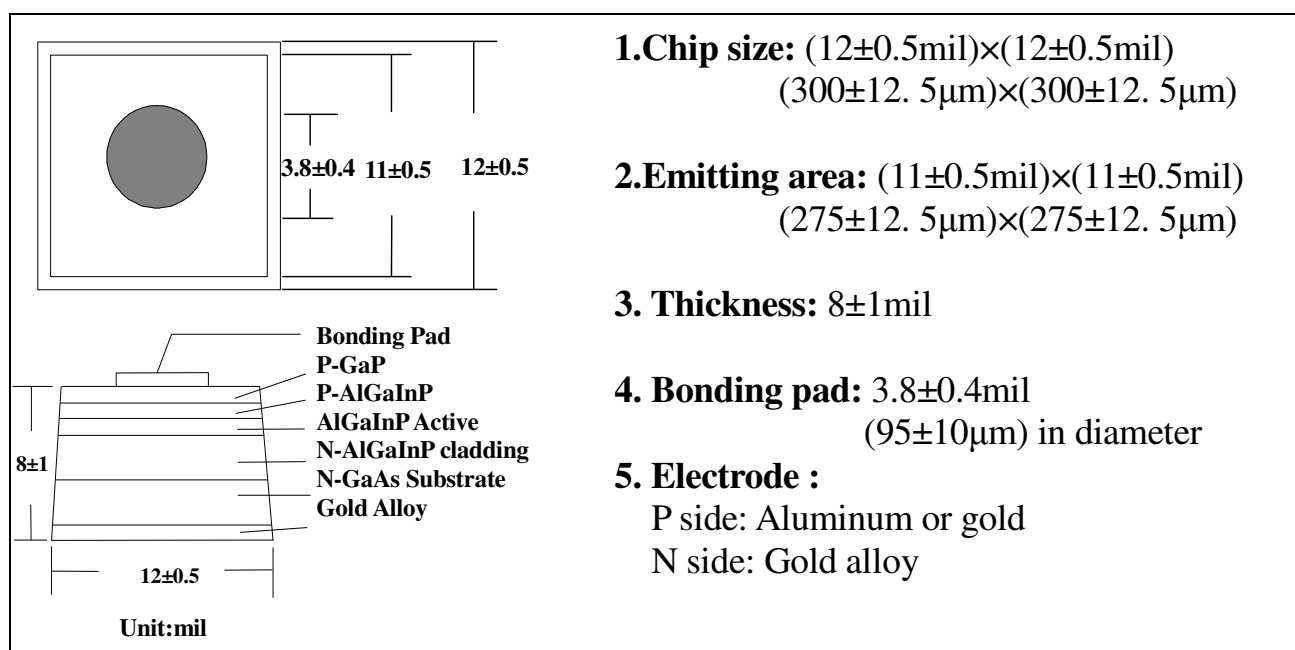 3.8±0.4 11±0.5 12±0.5
Bonding Pad
P-GaP
P-AlGaInP
AlGaInP Active
N-AlGaInP cladding
N-GaAs Substrate
Gold Alloy
8±1
12±0.5
Unit:mil
1.Chip size: (12±0.5mil)×(12±0.5mil)
(300±12. 5μm)×(300±12. 5μm)
2.Emitting area: (11±0.5mil)×(11±0.5mil)
(275±12. 5μm)×(275±12. 5μm)
3. Thickness: 8±1mil
4. Bonding pad: 3.8±0.4mil
(95±10μm) in diameter
5. Electrode :
P side: Aluminum or gold
N side: Gold alloy